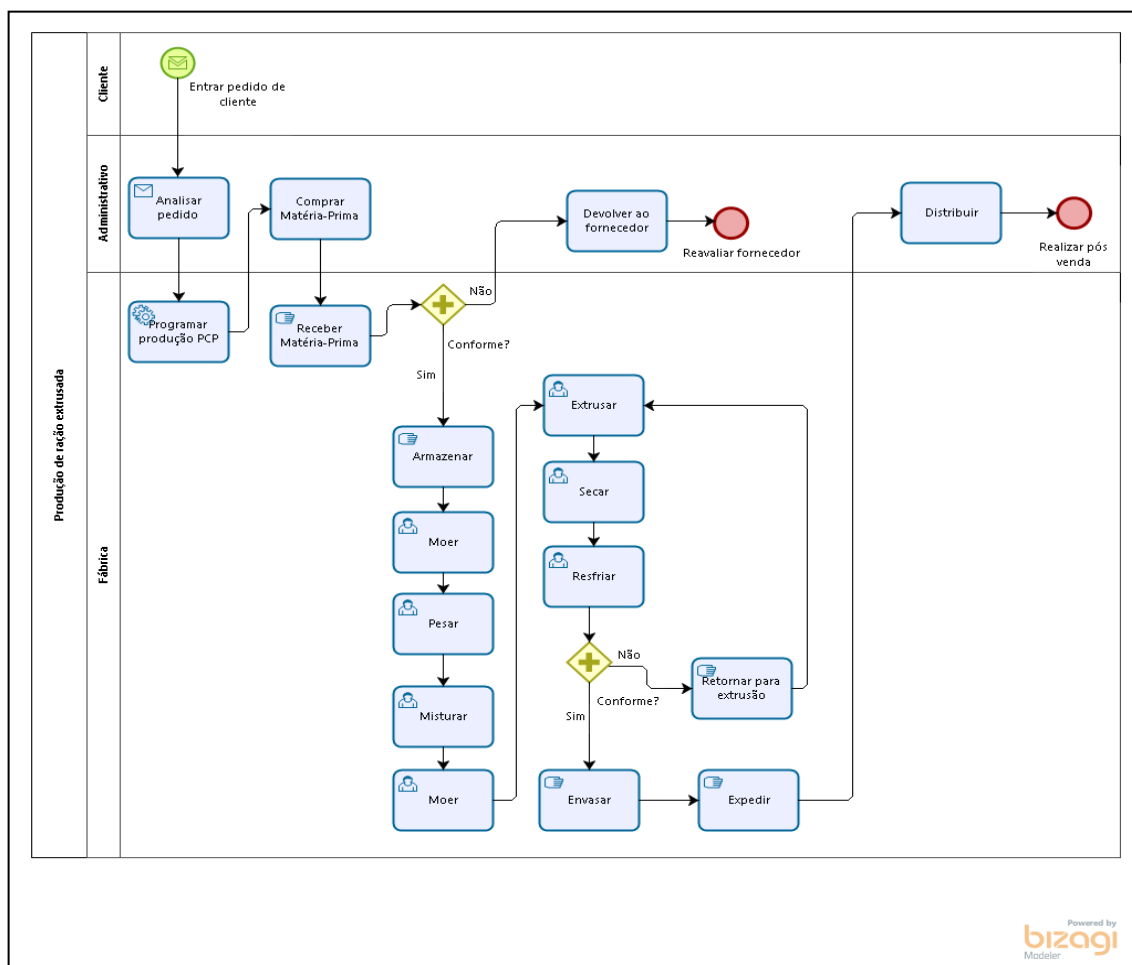 Produção de ração extrusada
Cliente
Entrar pedido de
cliente
Administrativo
Analisar
pedido
Comprar
Matéria-Prima
Devolver ao
fornecedor
Reavaliar fornecedor
Distribuir
Realizar pós
venda
Fábrica
Programar
produção PCP
Receber
Matéria-Prima
Não
Conforme?
Sim
Armazenar
Moer
Pesar
Misturar
Moer
Extrusar
Secar
Resfriar
Não
Conforme?
Sim
Retornar para
extrusão
Envasar
Expedir
Powered by
bizagi
Modeler